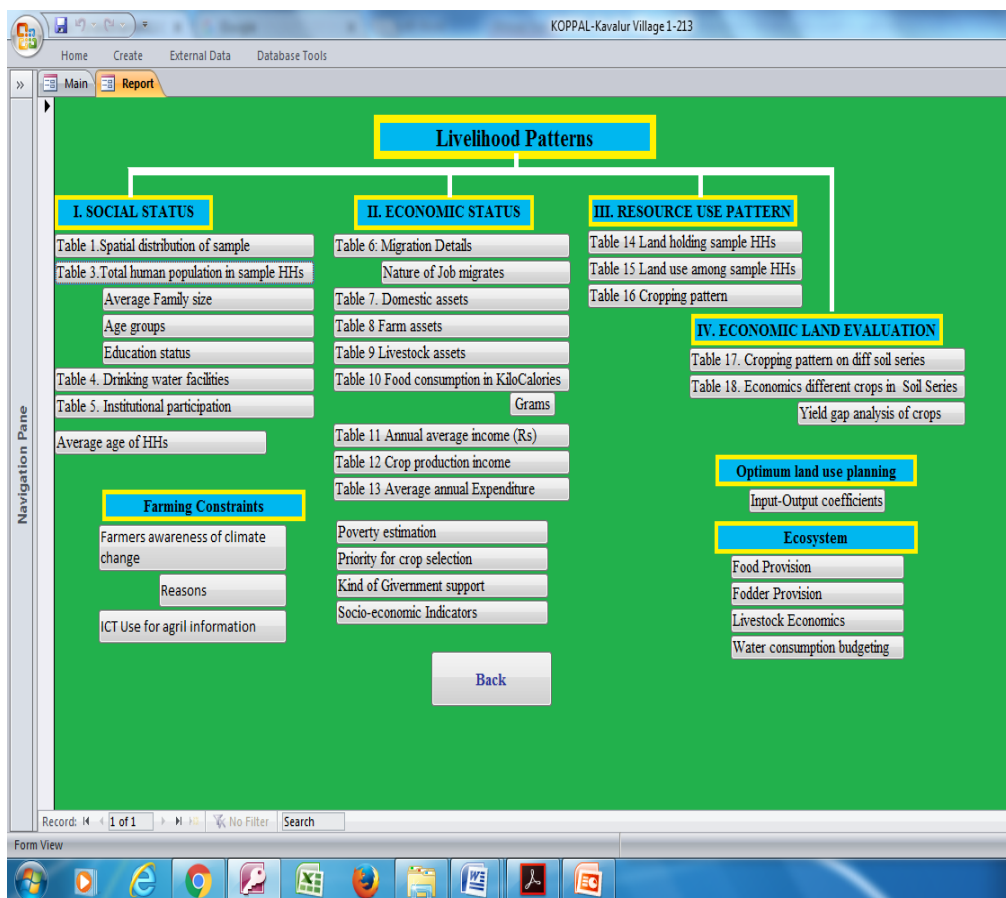 KOPPAL-Kavalur Village 1-213
Home Create External Data Database Tools
Main Report
Navigation Pane
Livelihood Patterns
I. SOCIAL STATUS
Table 1.Spatial distribution of sample
Table 3.Total human population in sample HHs
Average Family size
Age groups
Education status
Table 4. Drinking water facilities
Table 5. Institutional participation
Average age of HHs
Farming Constraints
Farmers awareness of climate
change
Reasons
ICT Use for agril information
II. ECONOMIC STATUS
Table 6: Migration Details
Nature of Job migrates
Table 7. Domestic assets
Table 8 Farm assets
Table 9 Livestock assets
Table 10 Food consumption in KiloCalories
Grams
Table 11 Annual average income (Rs)
Table 12 Crop production income
Table 13 Average annual Expenditure
Poverty estimation
Priority for crop selection
Kind of Givernment support
Socio-economic Indicators
Back
III. RESOURCE USE PATTERN
Table 14 Land holding sample HHs
Table 15 Land use among sample HHs
Table 16 Cropping pattern
IV. ECONOMIC LAND EVALUATION
Table 17. Cropping pattern on diff soil series
Table 18. Economics different crops in Soil Series
Yield gap analysis of crops
Optimum land use planning
Input-Output coefficients
Ecosystem
Food Provision
Fodder Provision
Livestock Economics
Water consumption budgeting
Record: 1 of 1 No Filter Search
Form View